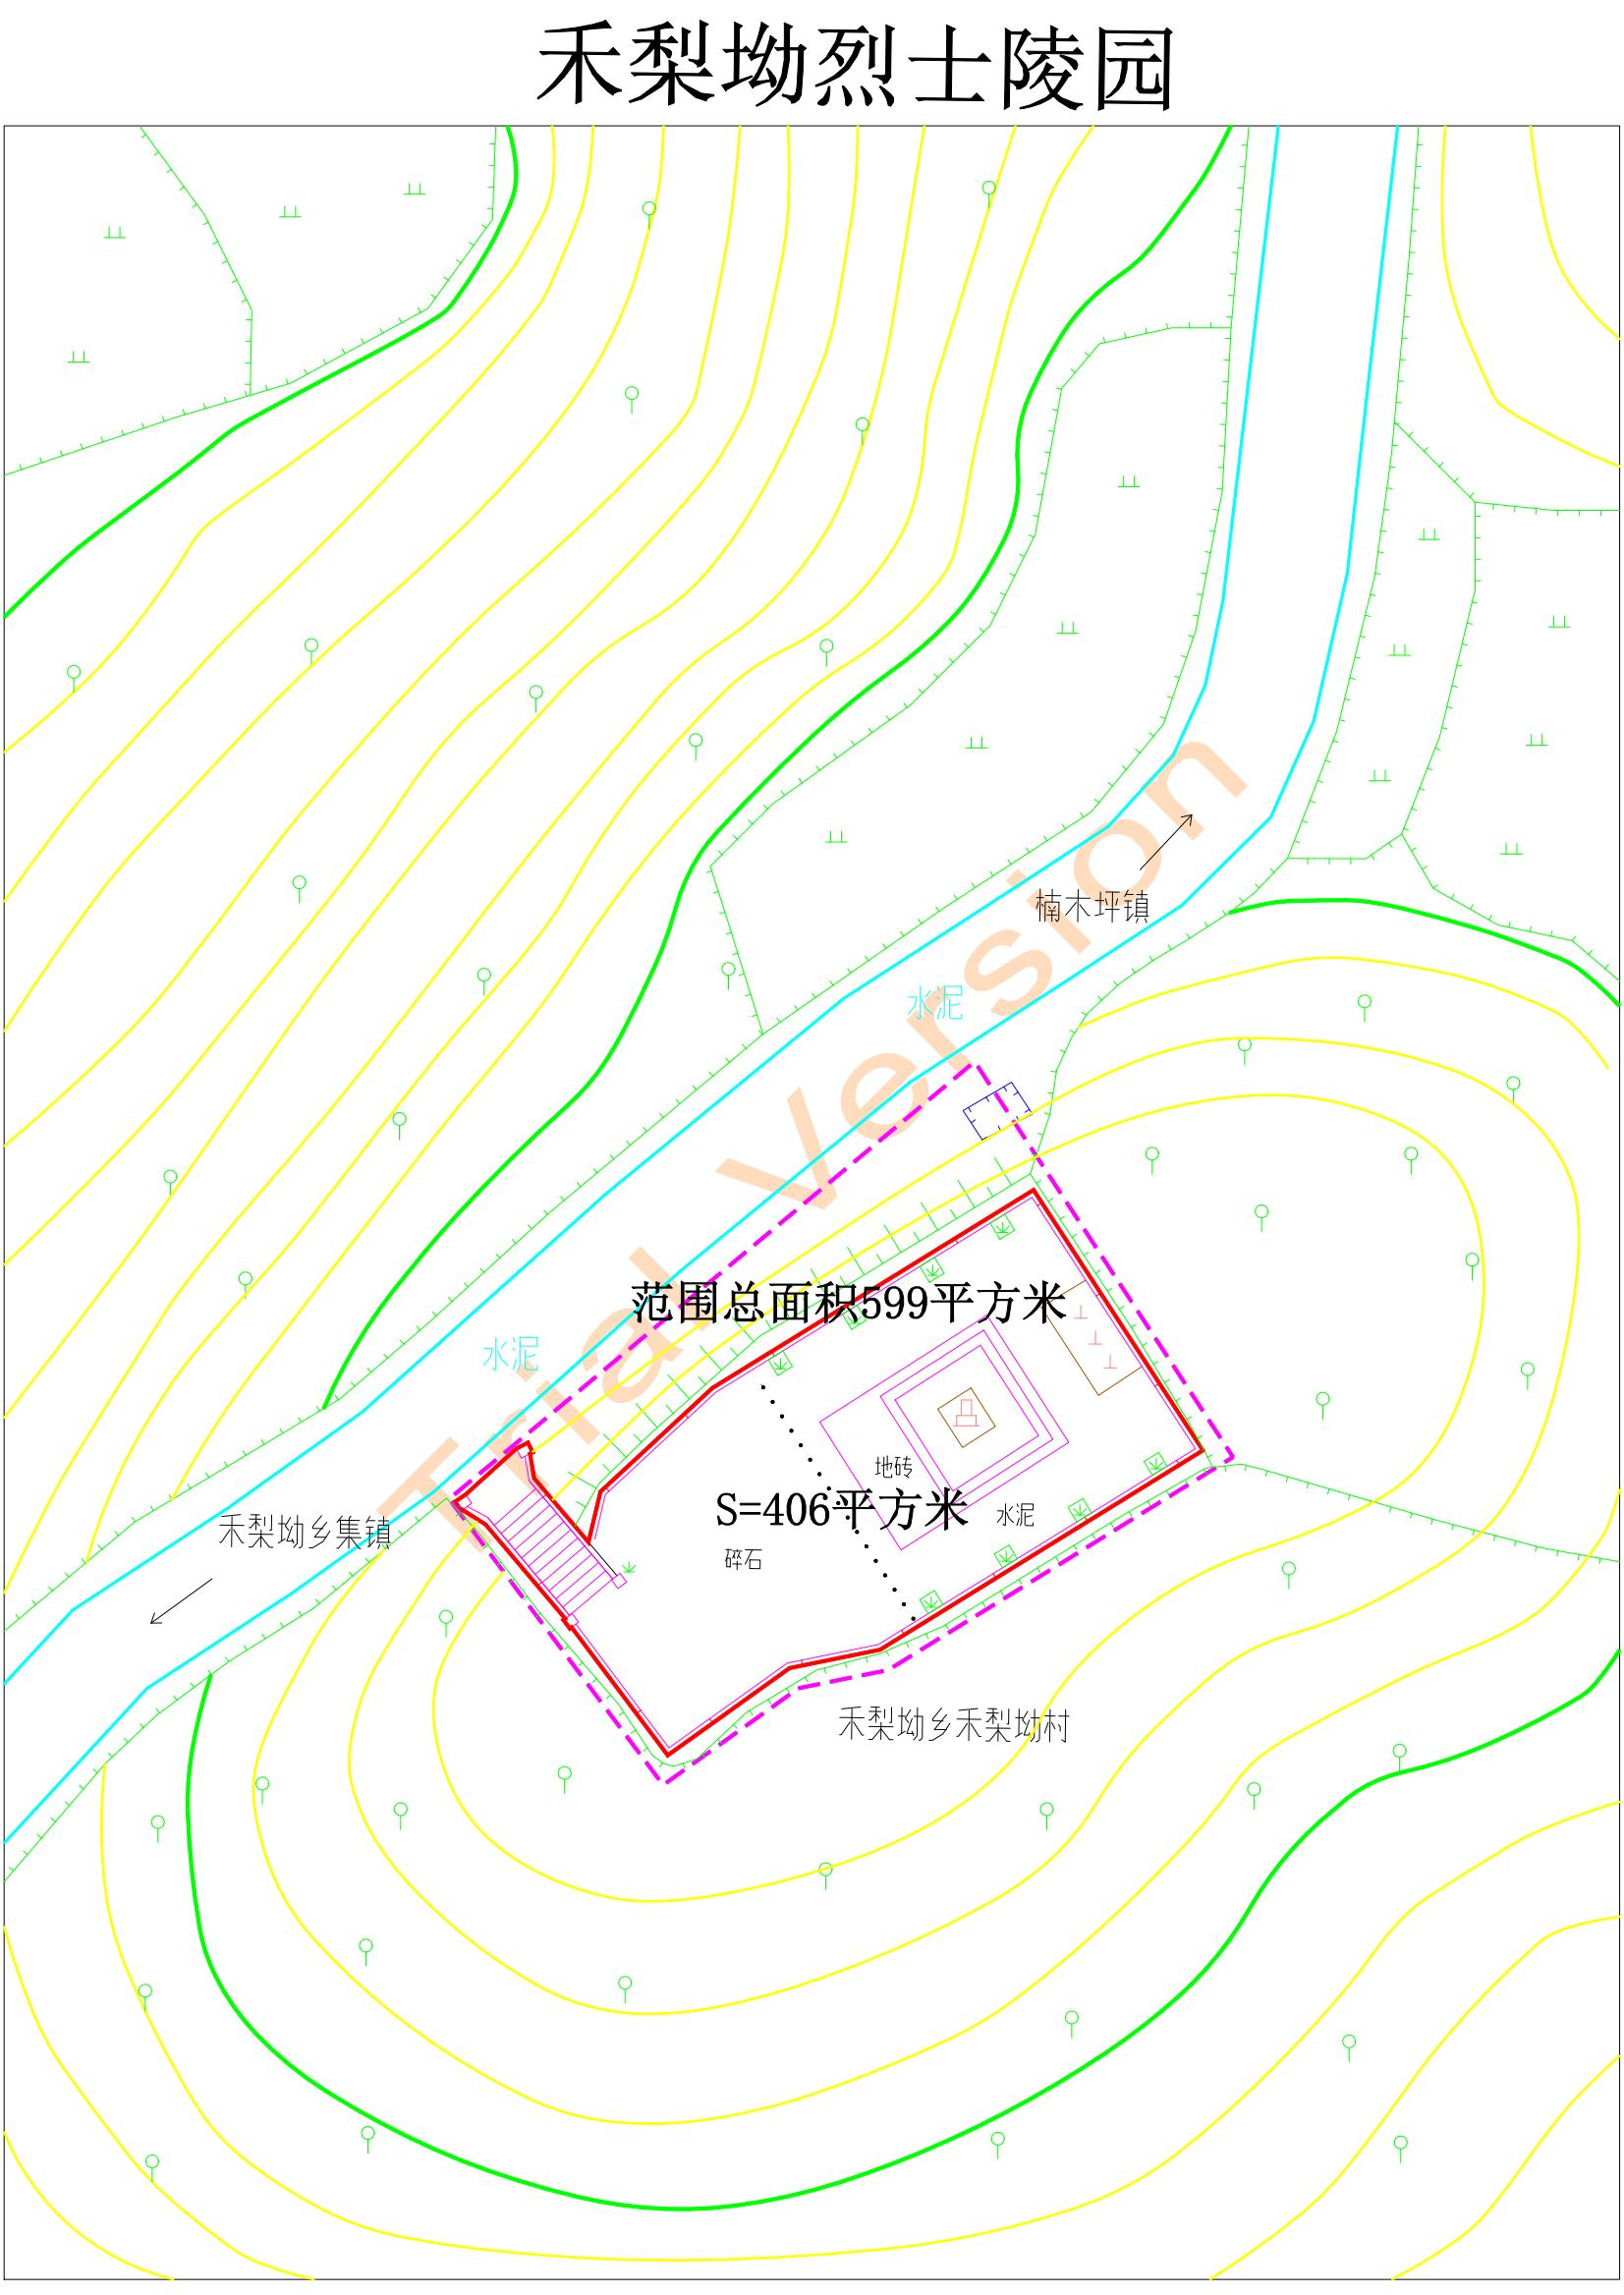 禾梨坳烈士陵园
楠木坪镇
水泥
Trial Version
范围总面积599平方米
水泥
地砖
S=406平方米
水泥
禾梨坳乡集镇
碎石
禾梨坳乡禾梨坳村